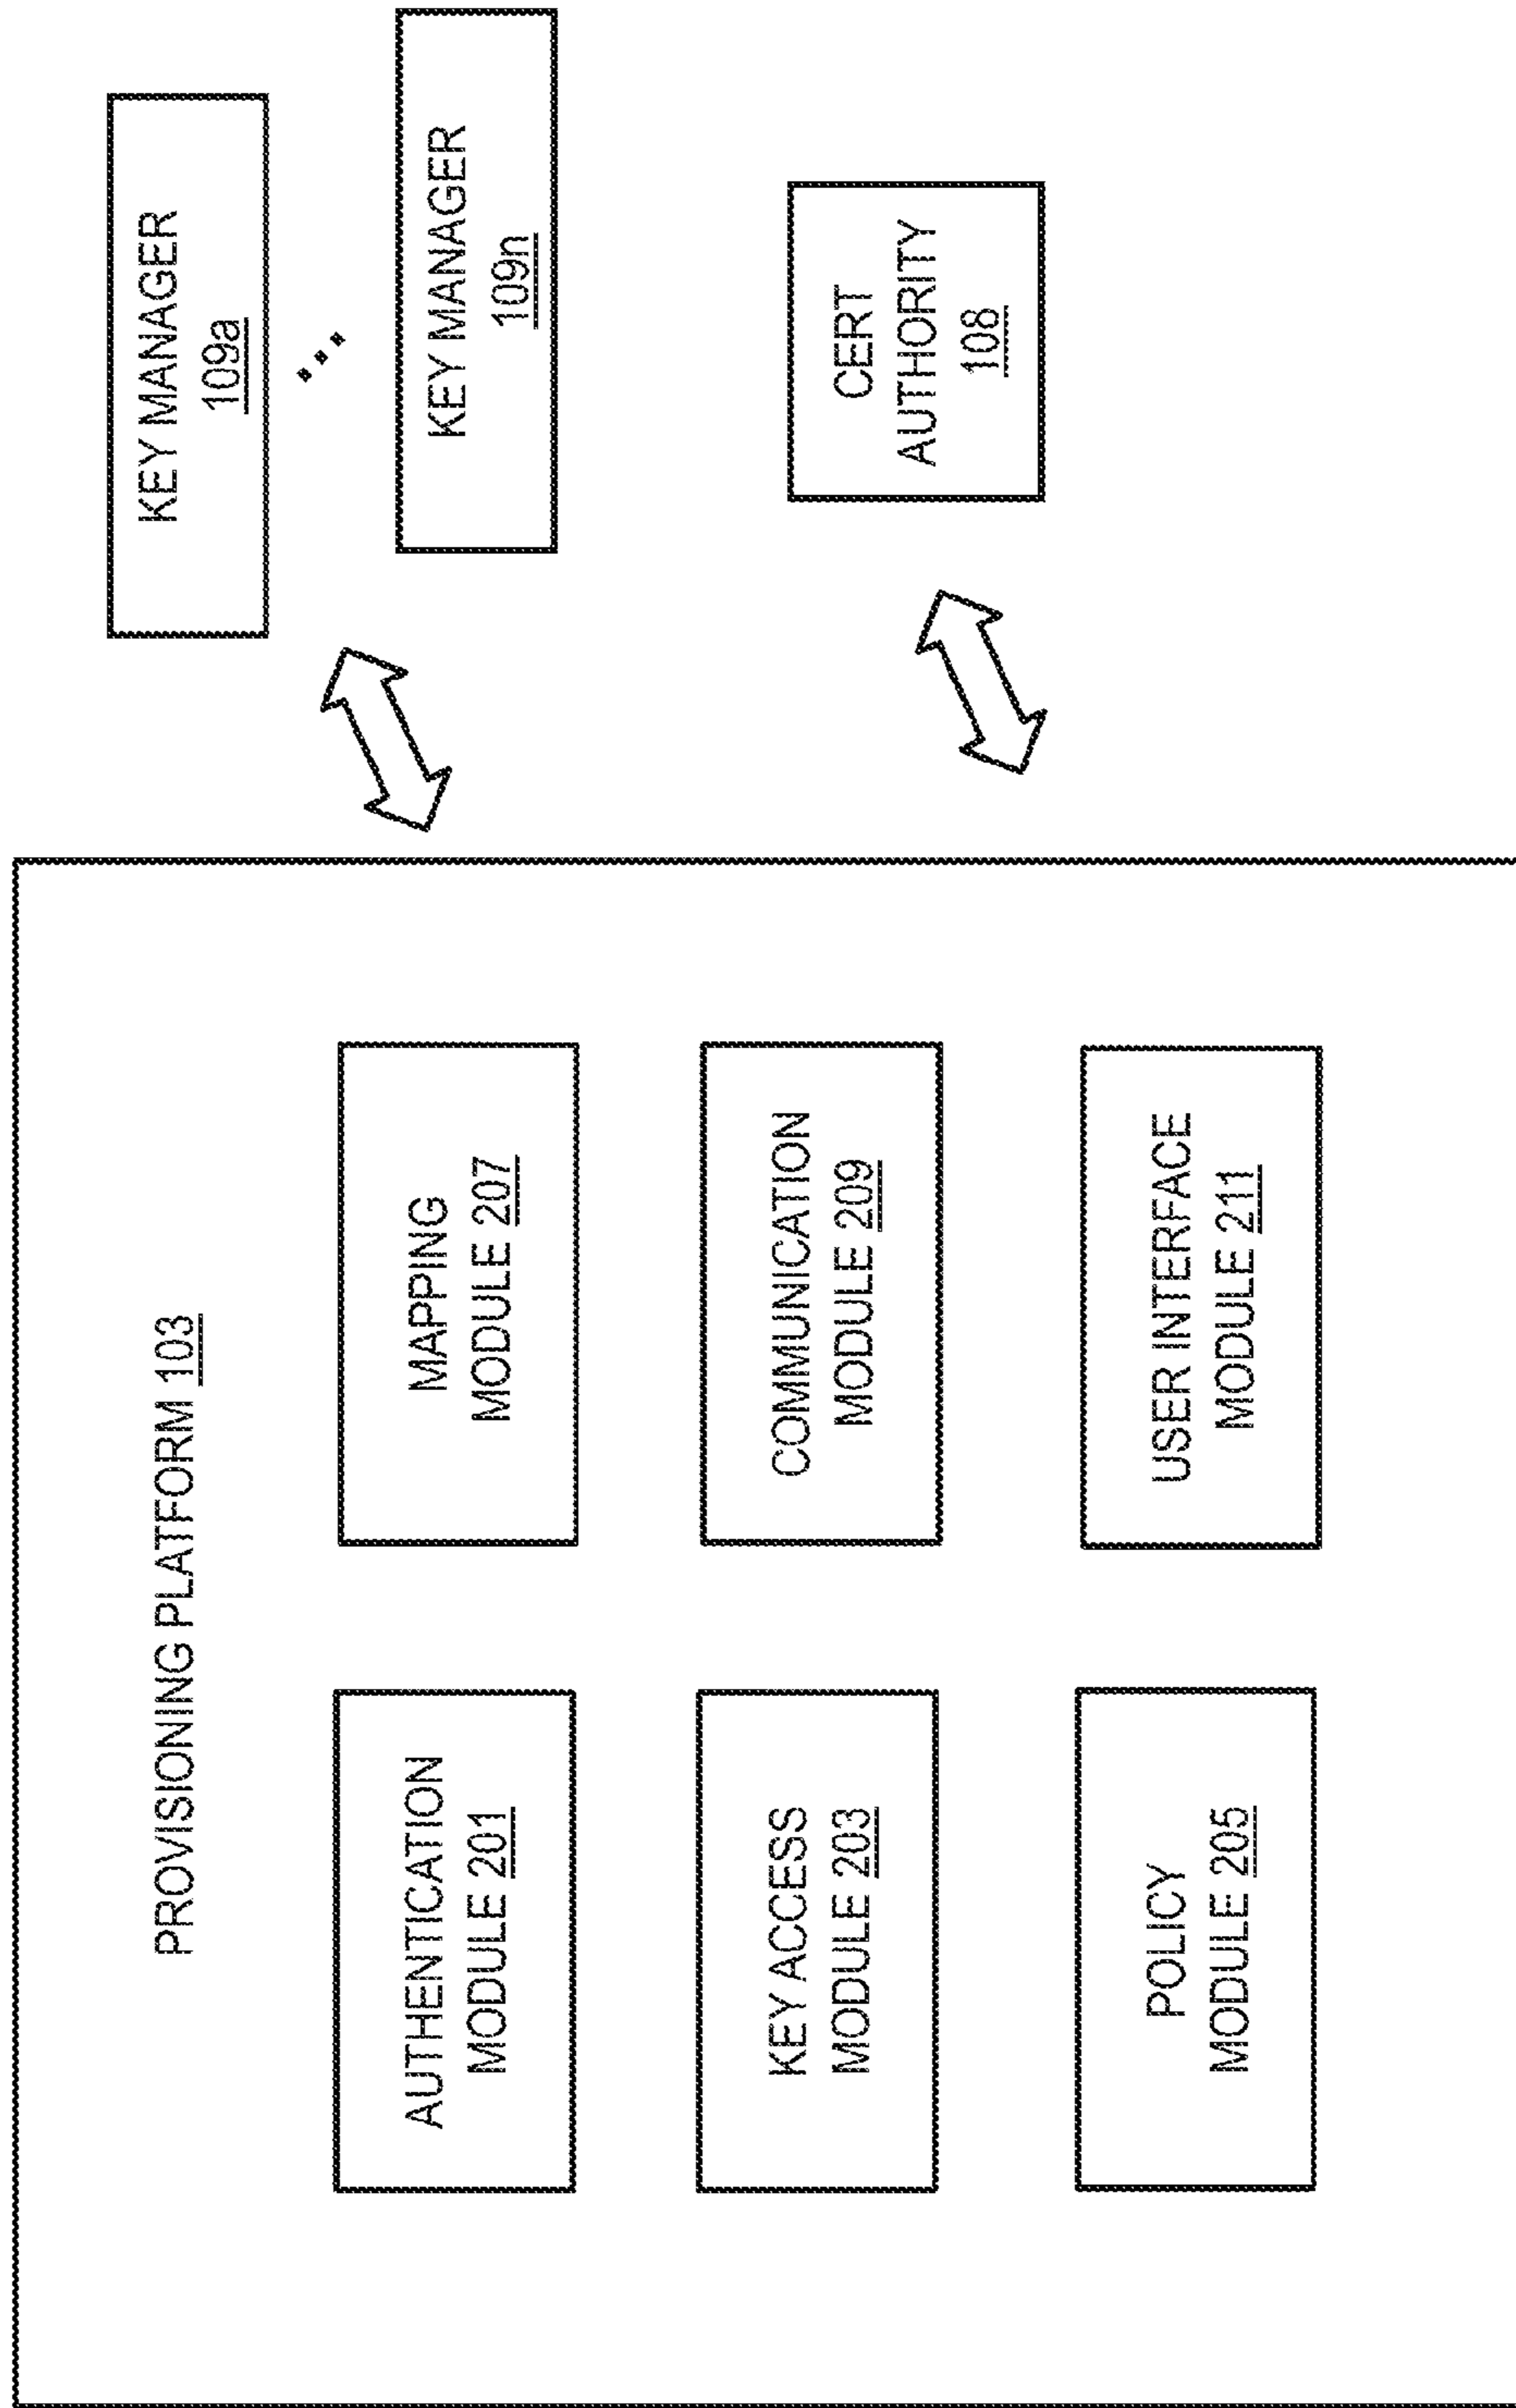 PROVISIONING PLATFORM 103
AUTHENTICATION
MODULE 201
MAPPING
MODULE 207
KEY ACCESS
MODULE 203
COMMUNICATION
MODULE 209
POLICY
MODULE 205
USER INTERFACE
MODULE 211
KEY MANAGER
109a
KEY MANAGER
109n
CERT
AUTHORITY
108